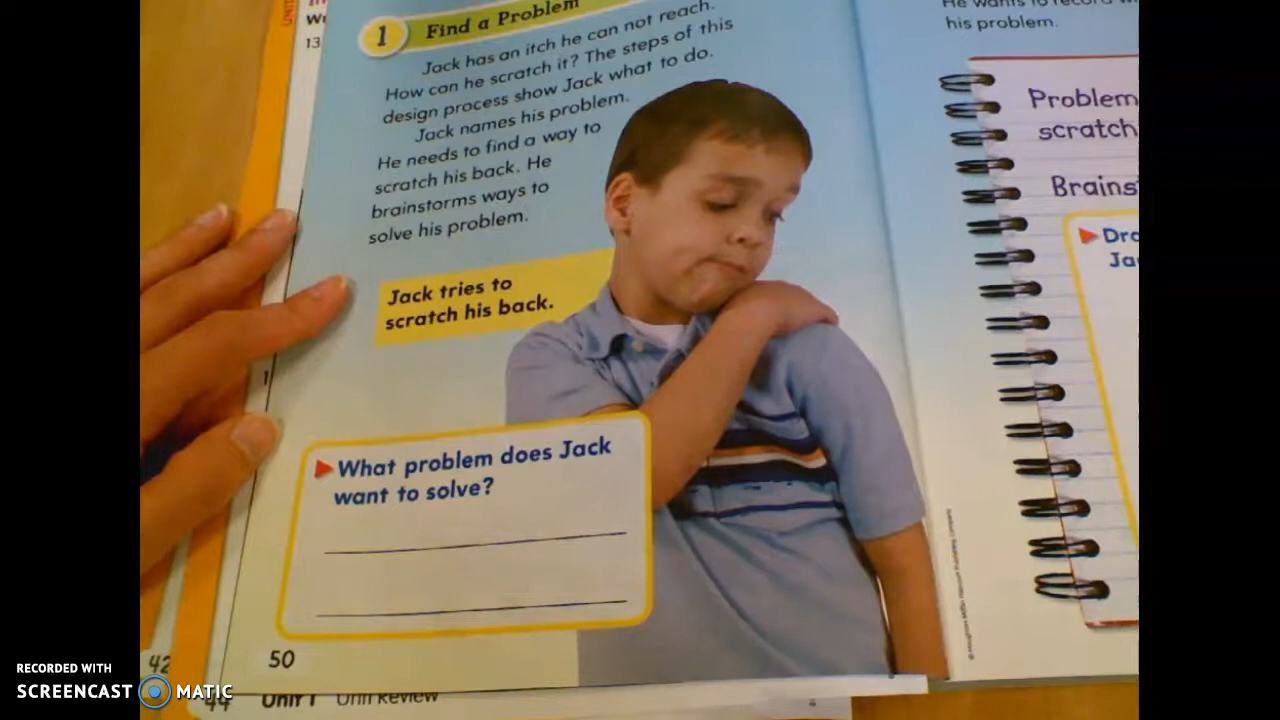 1 Find a Problem
Jack has an itch he can not reach.
How can he scratch it? The steps of this
design process show Jack what to do.
Jack names his problem.
He needs to find a way to
scratch his back. He
brainstorms ways to
solve his problem.
Jack tries to
scratch his back.
What problem does Jack
want to solve?
50
his problem.
Problem
scratch
13
42
44
Unit 1 Unit Review
RECORDED WITH
SCREENCAST MATIC